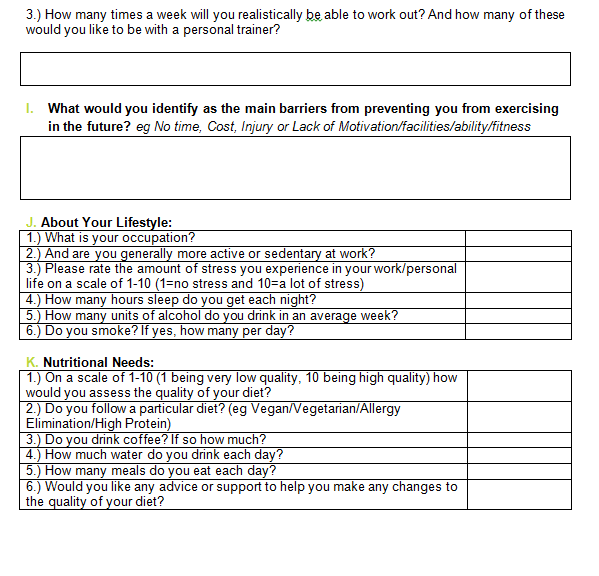 3.) How many times a week will you realistically be able to work out? And how many of these
would you like to be with a personal trainer?
I. What would you identify as the main barriers from preventing you from exercising
in the future? eg No time, Cost, Injury or Lack of Motivation/facilities/ability/fitness
J. About Your Lifestyle:
1.) What is your occupation?
2.) And are you generally more active or sedentary at work?
3.) Please rate the amount of stress you experience in your work/personal
life on a scale of 1-10 (1=no stress and 10=a lot of stress)
4.) How many hours sleep do you get each night?
5.) How many units of alcohol do you drink in an average week?
6.) Do you smoke? If yes, how many per day?
K. Nutritional Needs:
1.) On a scale of 1-10 (1 being very low quality, 10 being high quality) how
would you assess the quality of your diet?
2.) Do you follow a particular diet? (eg Vegan/Vegetarian/Allergy
Elimination/High Protein)
3.) Do you drink coffee? If so how much?
4.) How much water do you drink each day?
5.) How many meals do you eat each day?
6.) Would you like any advice or support to help you make any changes to
the quality of your diet?